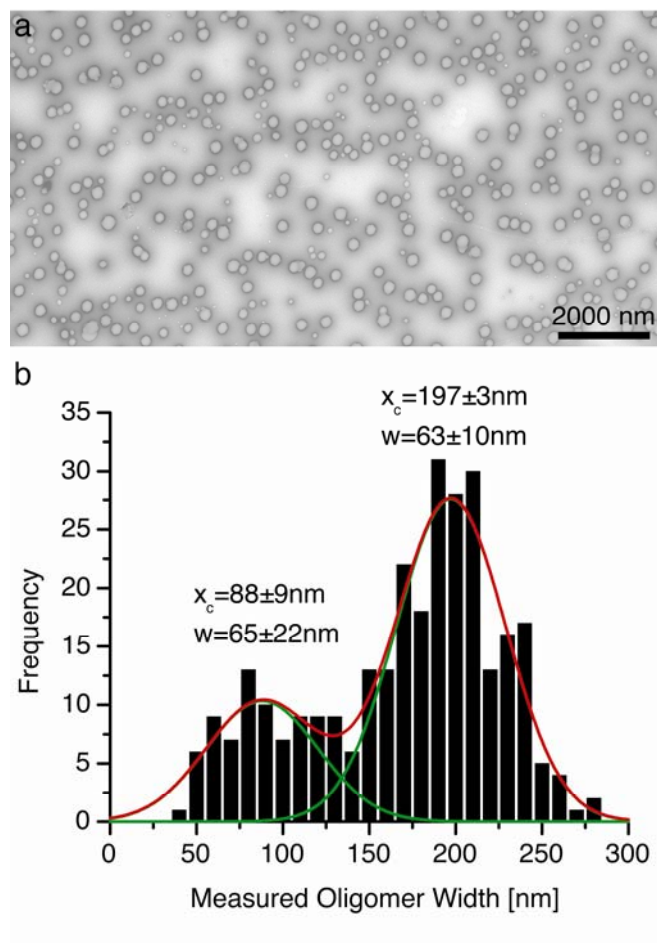 a
2000 nm
b
x_c=197±3nm
w=63±10nm
x_c=88±9nm
w=65±22nm
35
30
25
20
15
10
5
0
Frequency
0 50 100 150 200 250 300
Measured Oligomer Width [nm]